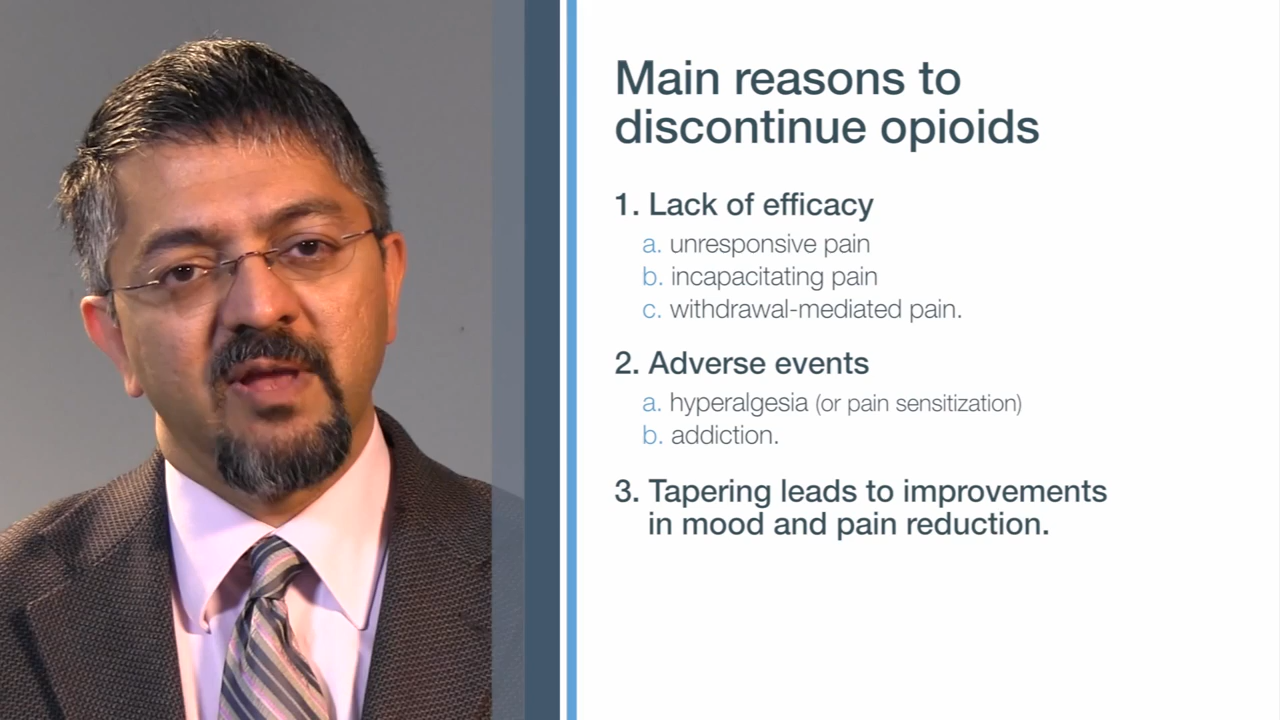 Main reasons to
discontinue opioids
1. Lack of efficacy
a. unresponsive pain
b. incapacitating pain
c. withdrawal-mediated pain.
2. Adverse events
a. hyperalgesia (or pain sensitization)
b. addiction.
3. Tapering leads to improvements
in mood and pain reduction.